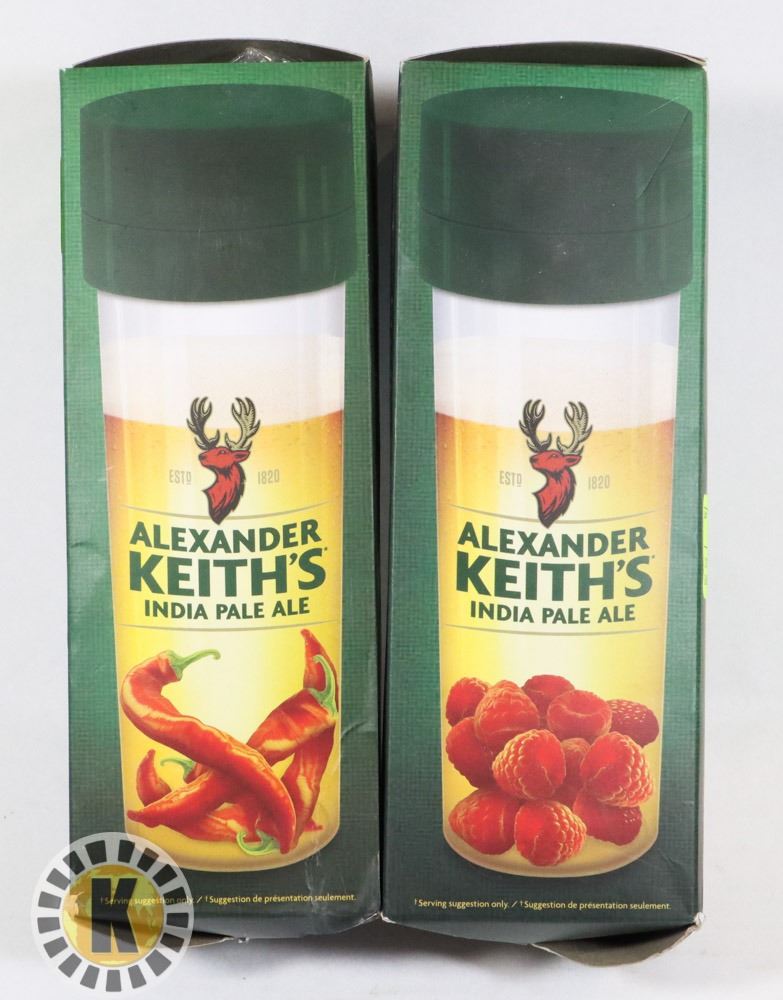 ESTD 1820
ALEXANDER
KEITH'S
INDIA PALE ALE
†Serving suggestion only. / †Suggestion de présentation seulement.
K
ESTD 1820
ALEXANDER
KEITH'S
INDIA PALE ALE
†Serving suggestion only. / †Suggestion de présentation seulement.